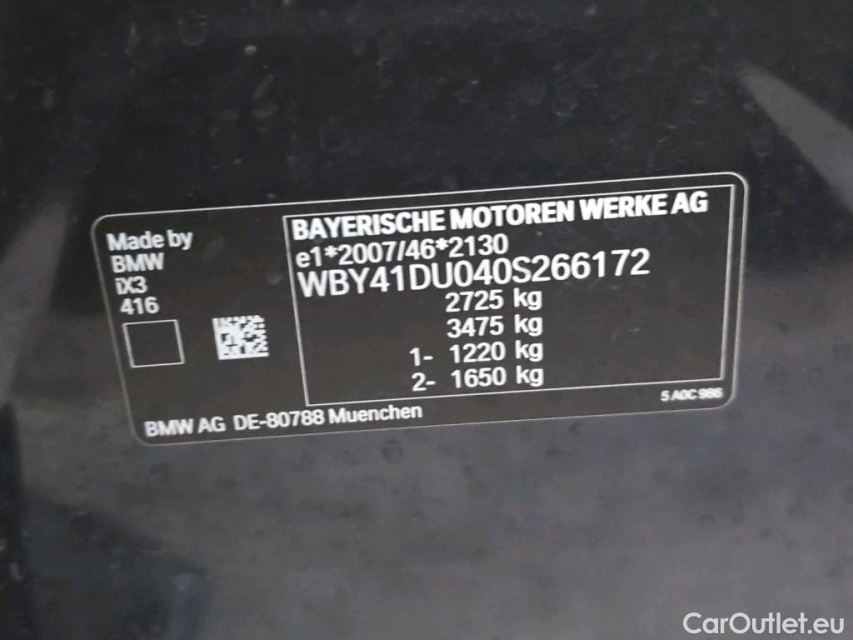 Made by
BMW
iX3
416
BAYERISCHE MOTOREN WERKE AG
e1*2007/46*2130
WBY41DU040S266172
2725 kg
3475 kg
1- 1220 kg
2- 1650 kg
5 A0C 986
BMW AG DE-80788 Muenchen
CarOutlet.eu